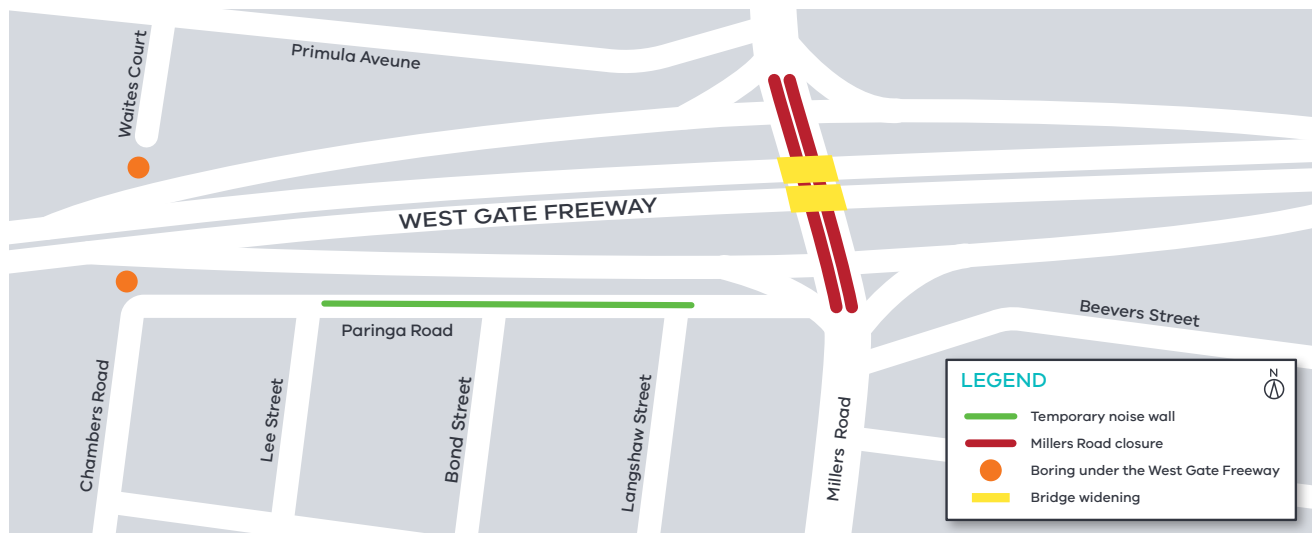 Waites Court
Primula Aveune
WEST GATE FREEWAY
Paringa Road
Beevers Street
Chambers Road
Lee Street
Bond Street
Langshaw Street
Millers Road
LEGEND
N
Temporary noise wall
Millers Road closure
Boring under the West Gate Freeway
Bridge widening